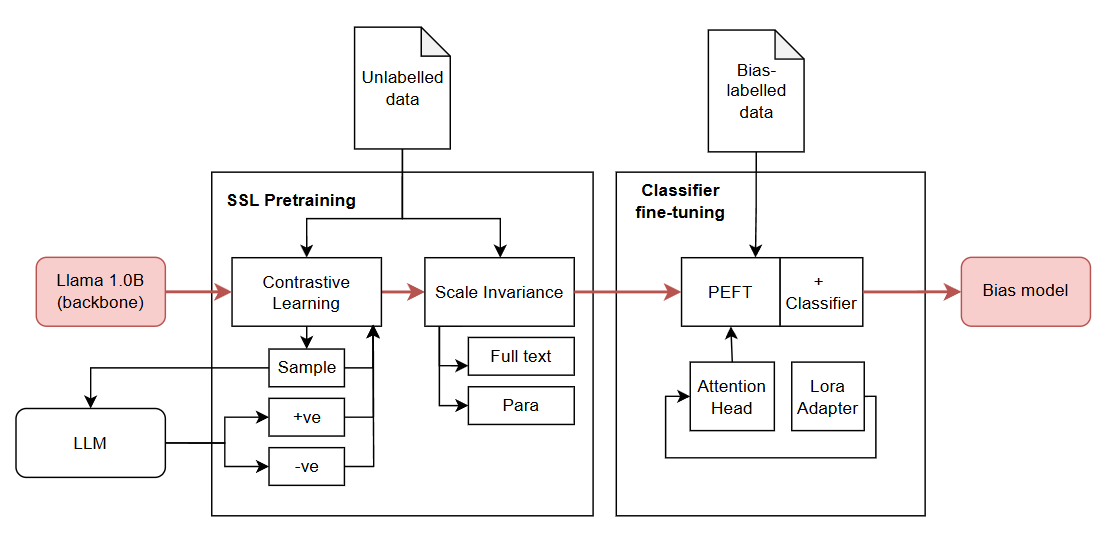 Unlabelled
data
Bias-
labelled
data
SSL Pretraining
Classifier
fine-tuning
Llama 1.0B
(backbone)
Contrastive
Learning
Scale Invariance
PEFT
+
Classifier
Bias model
Sample
Full text
Attention
Head
Lora
Adapter
Para
+ve
LLM
-ve